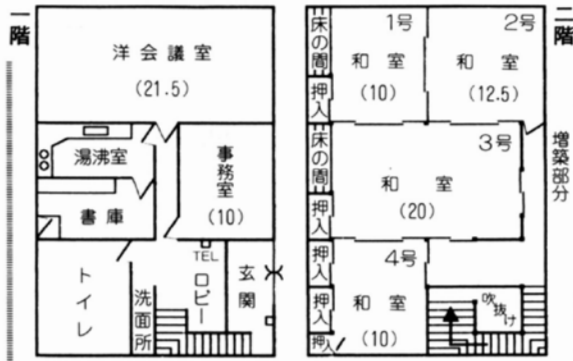 一階
洋会議室
(21.5)
湯沸室
書庫
事務室
(10)
トイレ
洗面所
TEL
ロビー
玄関
二階
床の間
押入
1号
和室
(10)
2号
和室
(12.5)
床の間
押入
3号
和室
(20)
増築部分
押入
押入
押入
4号
和室
(10)
吹抜け